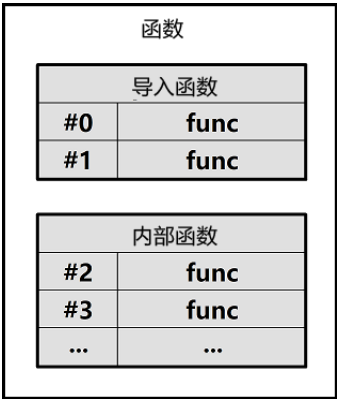 函数
导入函数
#0 func
#1 func
内部函数
#2 func
#3 func
... ...